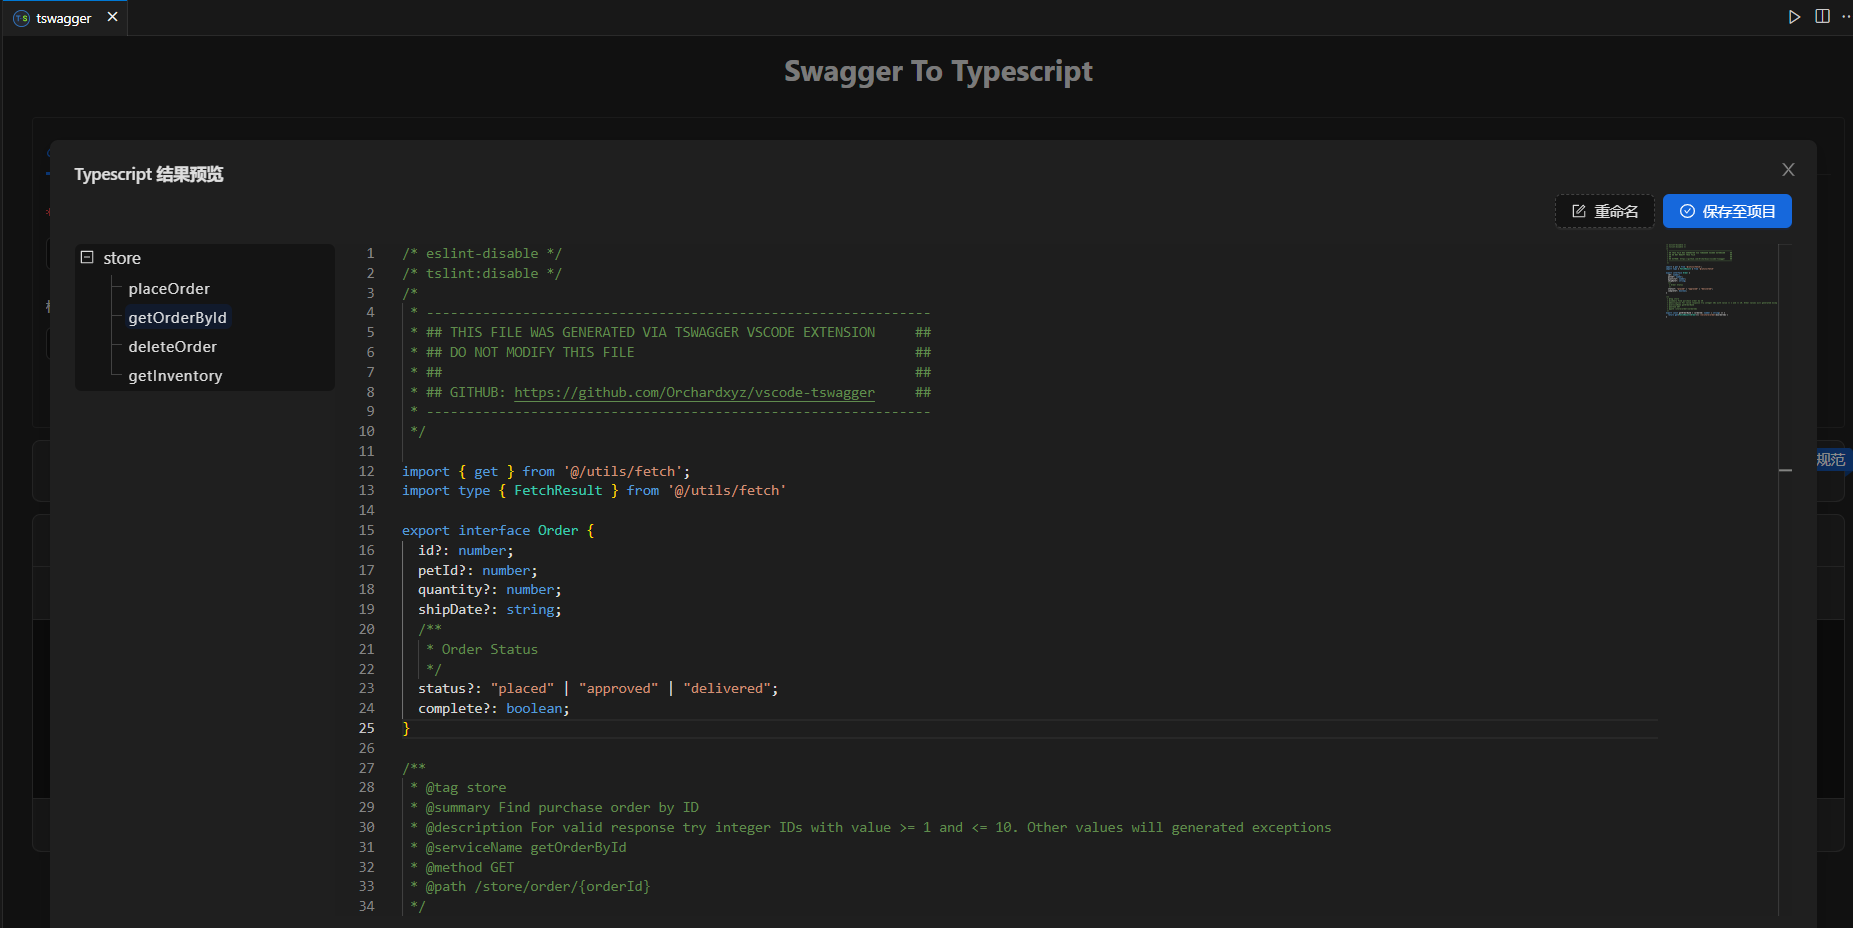 tswagger
Swagger To Typescript
Typescript 结果预览
重命名
保存至项目
store
placeOrder
getOrderById
deleteOrder
getInventory
规范
1 /* eslint-disable */
2 /* tslint:disable */
3 /*
4 * ---------------------------------------------------------------
5 * ## THIS FILE WAS GENERATED VIA TSWAGGER VSCODE EXTENSION ##
6 * ## DO NOT MODIFY THIS FILE ##
7 * ## ##
8 * ## GITHUB: https://github.com/Orchardxyz/vscode-tswagger ##
9 * ---------------------------------------------------------------
10 */
11
12 import { get } from '@/utils/fetch';
13 import type { FetchResult } from '@/utils/fetch'
14
15 export interface Order {
16 id?: number;
17 petId?: number;
18 quantity?: number;
19 shipDate?: string;
20 /**
21 * Order Status
22 */
23 status?: "placed" | "approved" | "delivered";
24 complete?: boolean;
25 }
26
27 /**
28 * @tag store
29 * @summary Find purchase order by ID
30 * @description For valid response try integer IDs with value >= 1 and <= 10. Other values will generated exceptions
31 * @serviceName getOrderById
32 * @method GET
33 * @path /store/order/{orderId}
34 */